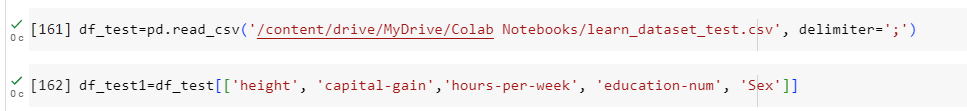 [161] df_test=pd.read_csv('/content/drive/MyDrive/Colab Notebooks/learn_dataset_test.csv', delimiter=';')
0 с
[162] df_test1=df_test[['height', 'capital-gain','hours-per-week', 'education-num', 'Sex']]
0 с